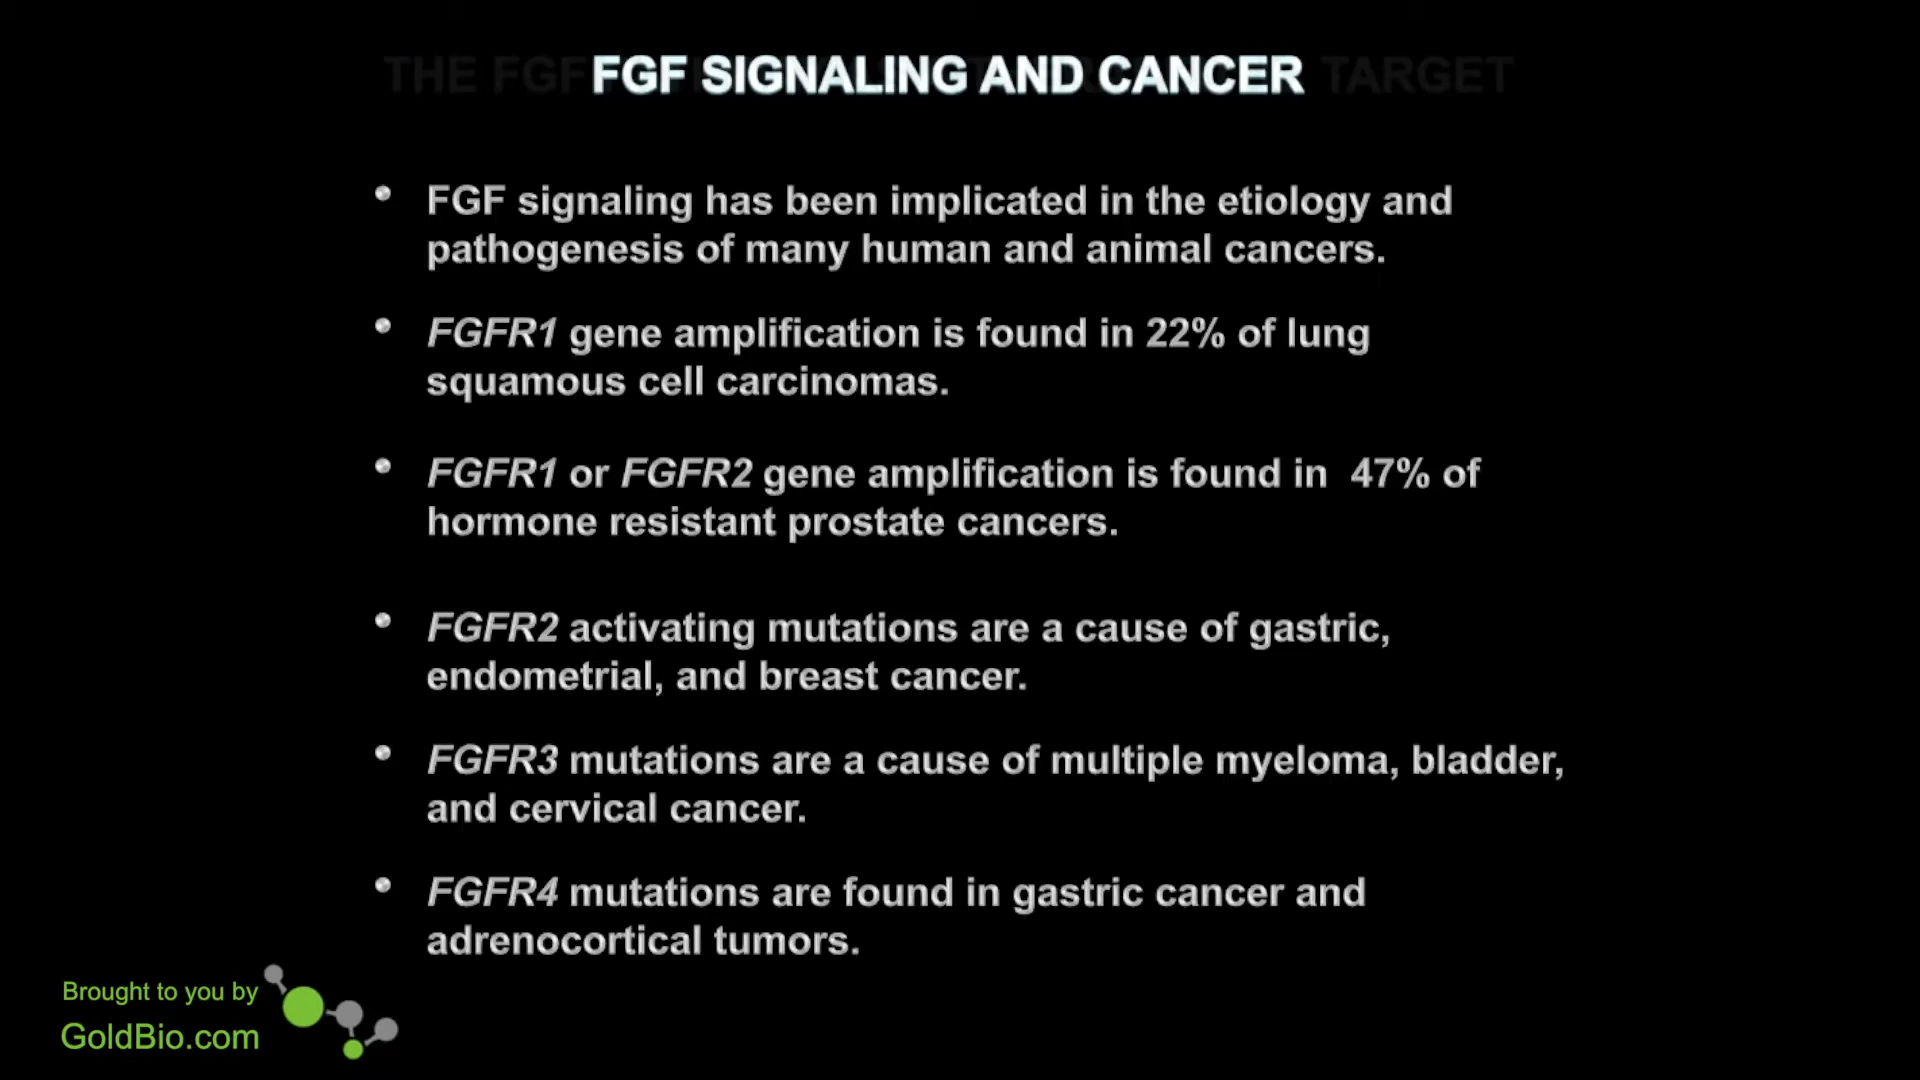 FGF SIGNALING AND CANCER
THE FGF TARGET
• FGF signaling has been implicated in the etiology and
pathogenesis of many human and animal cancers.
• FGFR1 gene amplification is found in 22% of lung
squamous cell carcinomas.
• FGFR1 or FGFR2 gene amplification is found in  47% of
hormone resistant prostate cancers.
• FGFR2 activating mutations are a cause of gastric,
endometrial, and breast cancer.
• FGFR3 mutations are a cause of multiple myeloma, bladder,
and cervical cancer.
• FGFR4 mutations are found in gastric cancer and
adrenocortical tumors.
Brought to you by
GoldBio.com